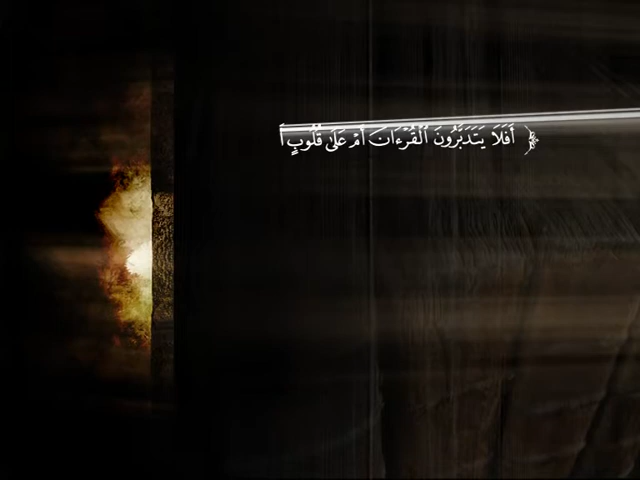 ﴿ أَفَلَا يَتَدَبَّرُونَ ٱلْقُرْءَانَ أَمْ عَلَىٰ قُلُوبٍ أَ